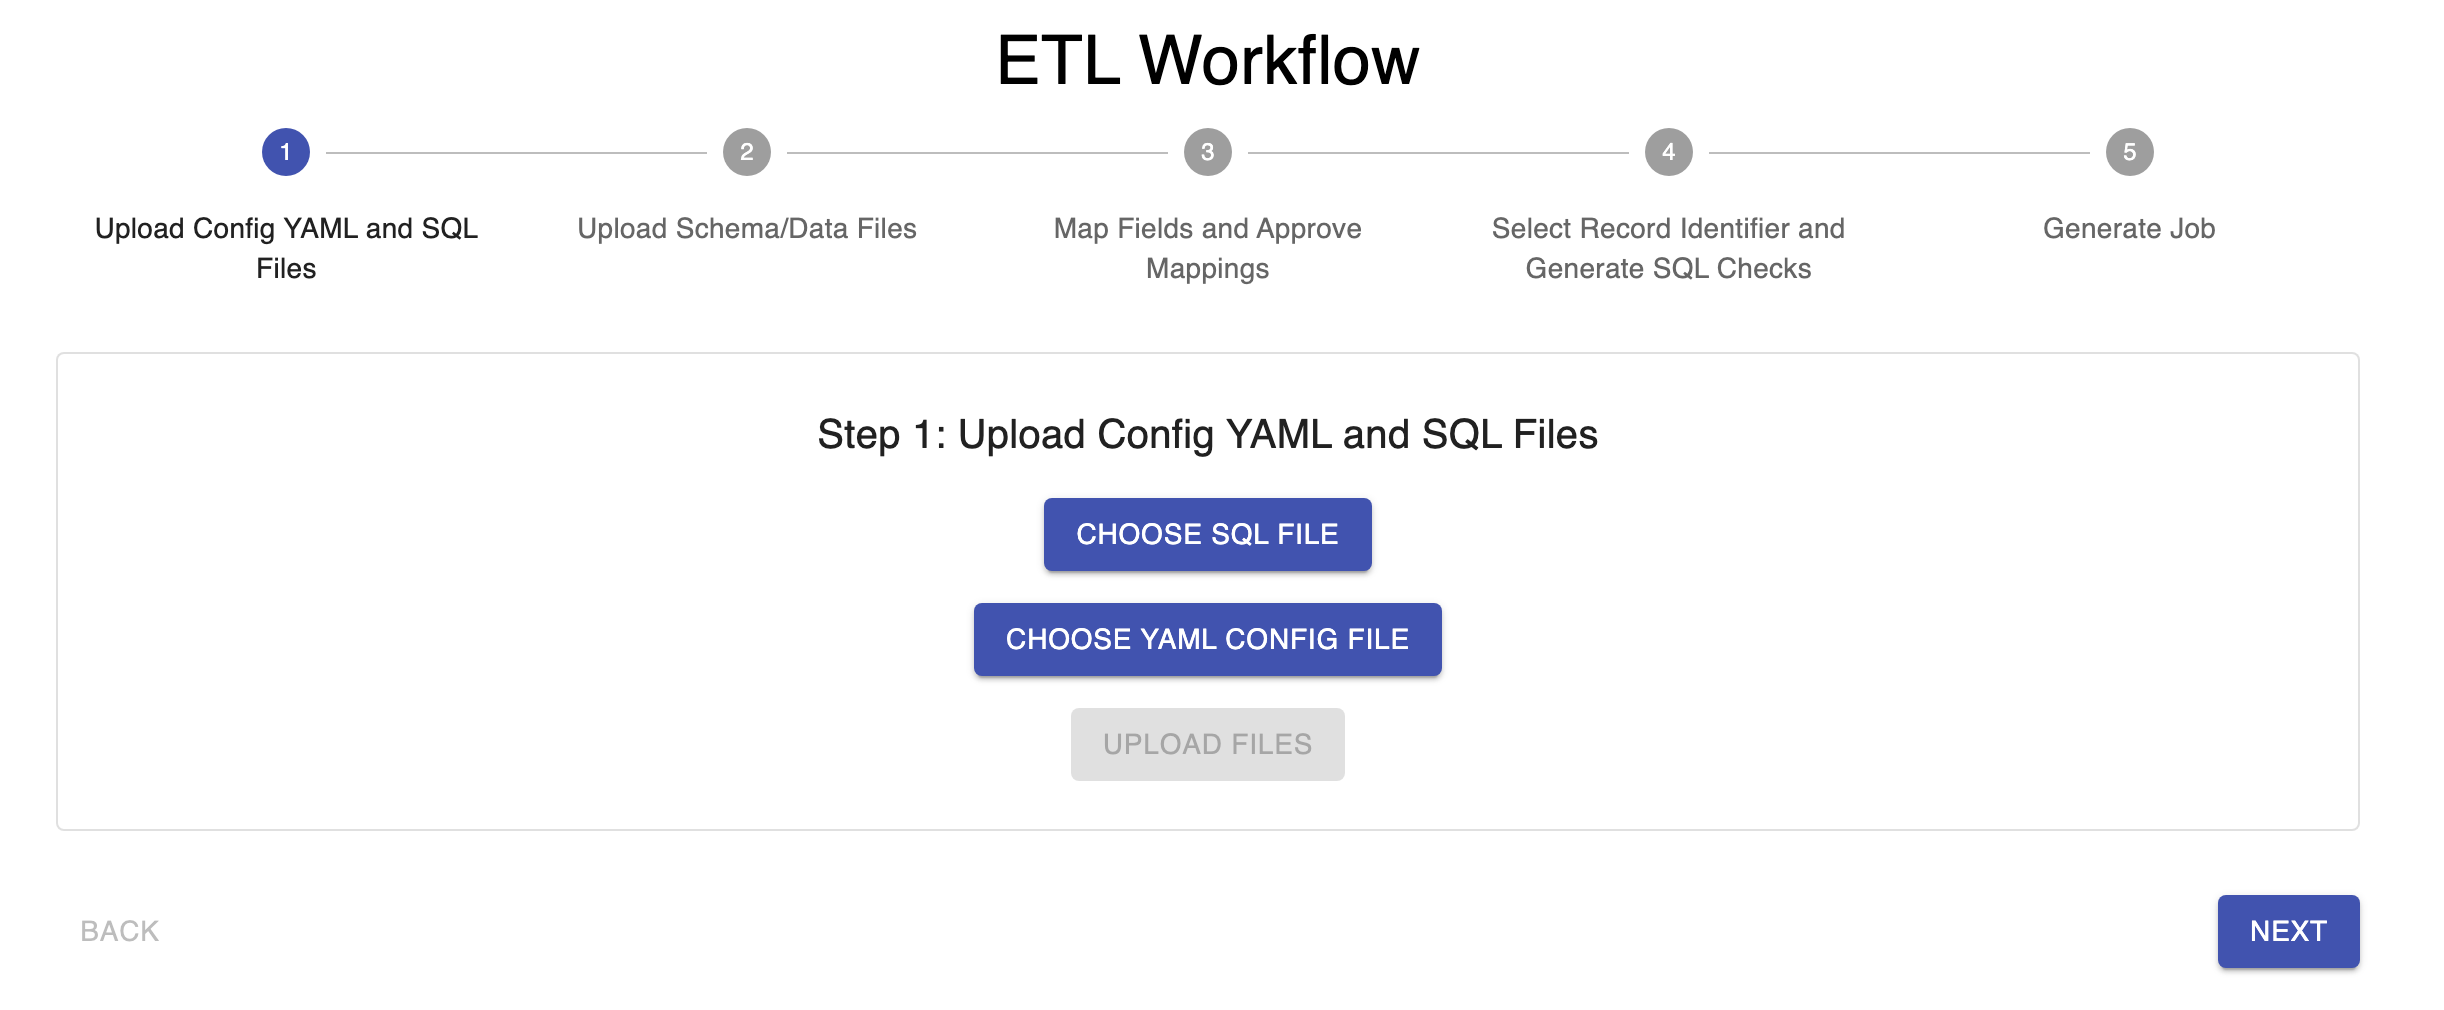 ETL Workflow
1
2
3
4
5
Upload Config YAML and SQL
Files
Upload Schema/Data Files
Map Fields and Approve
Mappings
Select Record Identifier and
Generate SQL Checks
Generate Job
Step 1: Upload Config YAML and SQL Files
CHOOSE SQL FILE
CHOOSE YAML CONFIG FILE
UPLOAD FILES
BACK
NEXT